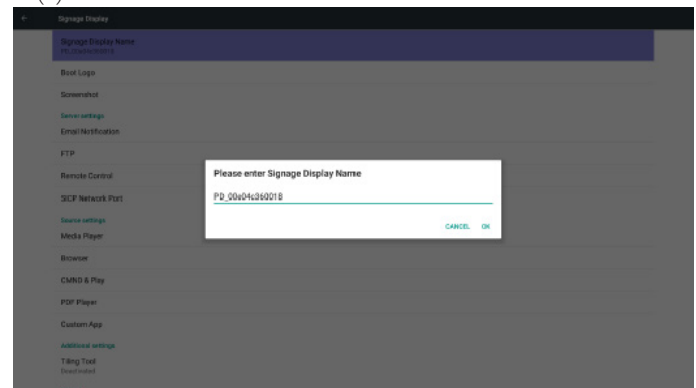 Signage Display
Signage Display Name
Boot Logo
Screenshot
Server settings
Email Notification
FTP
Remote Control
SICP Network Port
Source settings
Media Player
Browser
CMND & Play
PDF Player
Custom App
Additional settings
Tiling Tool
Deactivated
Please enter Signage Display Name
PD_00e04c360018
CANCEL OK